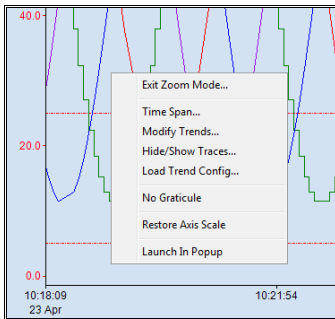 40.0
Exit Zoom Mode...
Time Span...
20.0
Modify Trends...
Hide/Show Traces...
Load Trend Config...
No Graticule
Restore Axis Scale
Launch In Popup
0.0
10:18:09
10:21:54
23 Apr